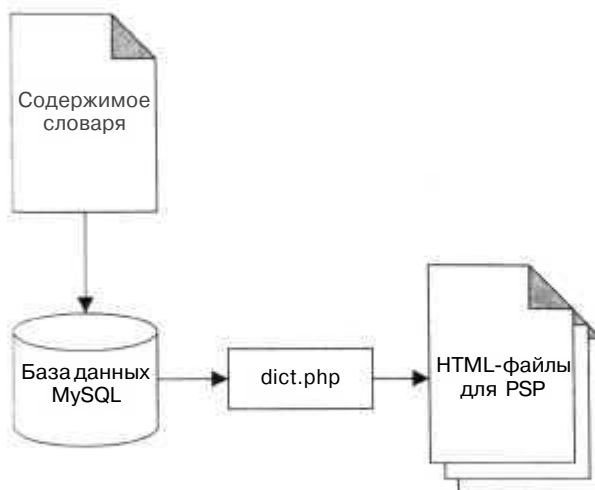 Содержимое
словаря
База данных
MySQL
dict.php
HTML-файлы
для PSP